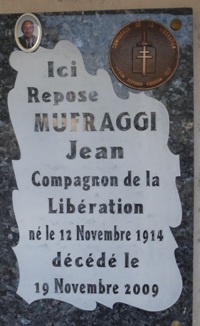 Ici
Repose
MUFRAGGI
Jean
Compagnon de la
Libération
né le 12 Novembre 1914
décédé le
19 Novembre 2009